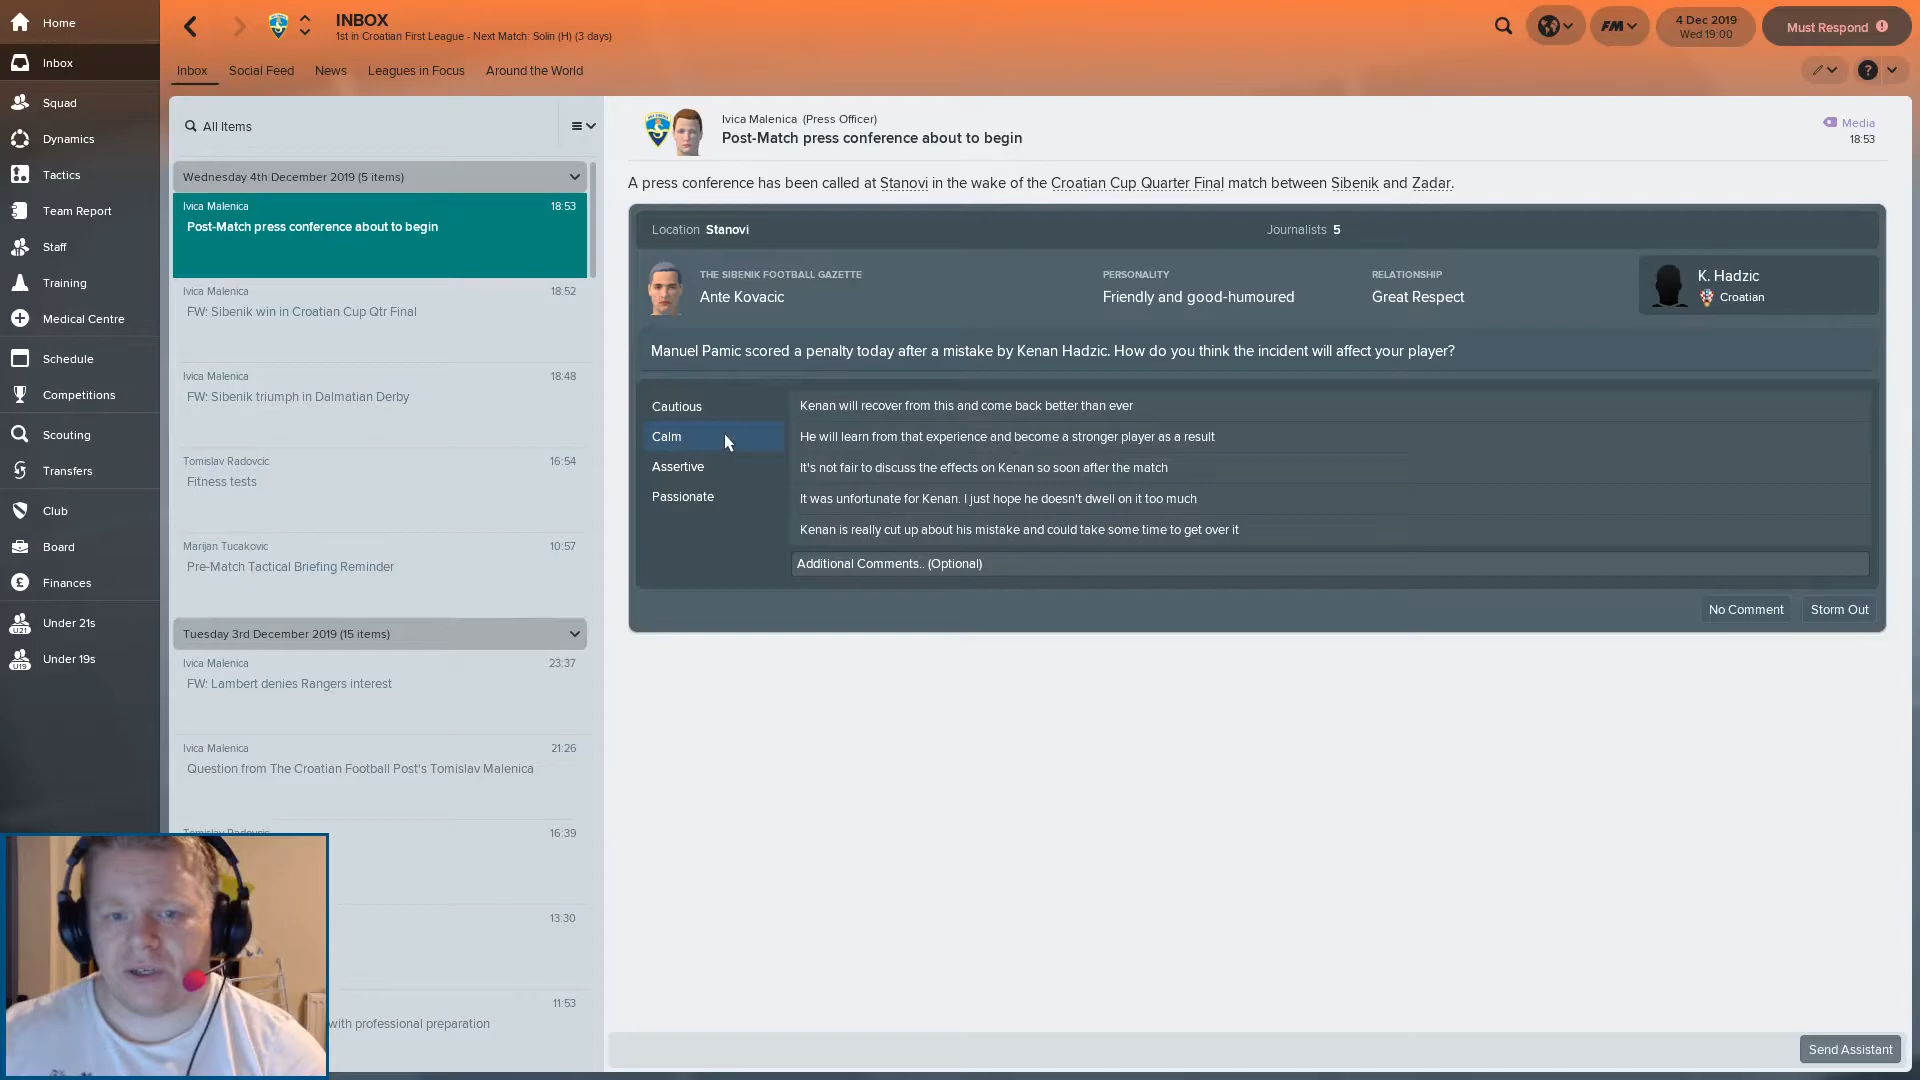 Home
Inbox
Squad
Dynamics
Tactics
Team Report
Staff
Training
Medical Centre
Schedule
Competitions
Scouting
Transfers
Club
Board
Finances
U21
Under 21s
U19
Under 19s
INBOX
1st in Croatian First League - Next Match: Solin (H) (3 days)
FM
4 Dec 2019
Wed 19:00
Must Respond
Inbox
Social Feed
News
Leagues in Focus
Around the World
?
All Items
Wednesday 4th December 2019 (5 items)
Ivica Malenica 18:53
Post-Match press conference about to begin
Ivica Malenica 18:52
FW: Sibenik win in Croatian Cup Qtr Final
Ivica Malenica 18:48
FW: Sibenik triumph in Dalmatian Derby
Tomislav Radovcic 16:54
Fitness tests
Marijan Tucakovic 10:57
Pre-Match Tactical Briefing Reminder
Tuesday 3rd December 2019 (15 items)
Ivica Malenica 23:37
FW: Lambert denies Rangers interest
Ivica Malenica 21:26
Question from The Croatian Football Post's Tomislav Malenica
Tomislav Radovcic 16:39
13:30
11:53
with professional preparation
Ivica Malenica (Press Officer)
Post-Match press conference about to begin
Media
18:53
A press conference has been called at Stanovi in the wake of the Croatian Cup Quarter Final match between Sibenik and Zadar.
Location Stanovi
Journalists 5
THE SIBENIK FOOTBALL GAZETTE
Ante Kovacic
PERSONALITY
Friendly and good-humoured
RELATIONSHIP
Great Respect
K. Hadzic
Croatian
Manuel Pamic scored a penalty today after a mistake by Kenan Hadzic. How do you think the incident will affect your player?
Cautious
Calm
Assertive
Passionate
Kenan will recover from this and come back better than ever
He will learn from that experience and become a stronger player as a result
It's not fair to discuss the effects on Kenan so soon after the match
It was unfortunate for Kenan. I just hope he doesn't dwell on it too much
Kenan is really cut up about his mistake and could take some time to get over it
Additional Comments.. (Optional)
No Comment
Storm Out
Send Assistant